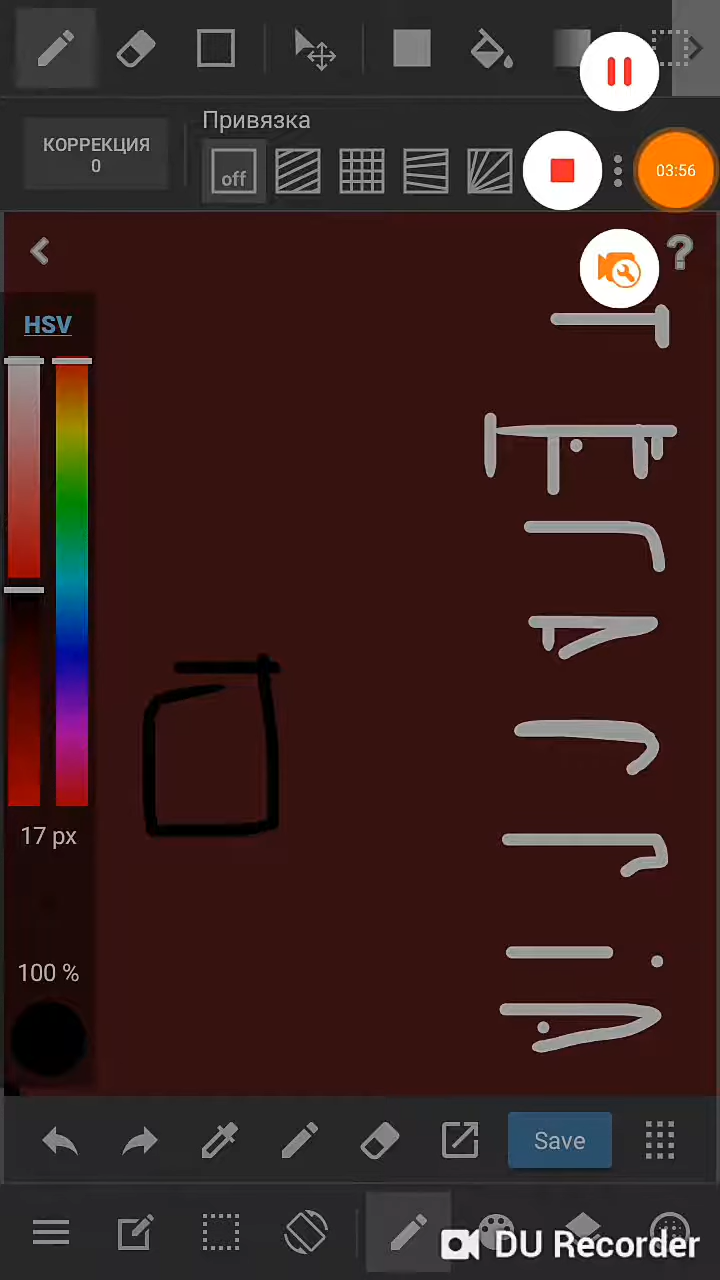 Привязка
КОРРЕКЦИЯ
0
off
03:56
?
HSV
17 px
100 %
Save
DU Recorder